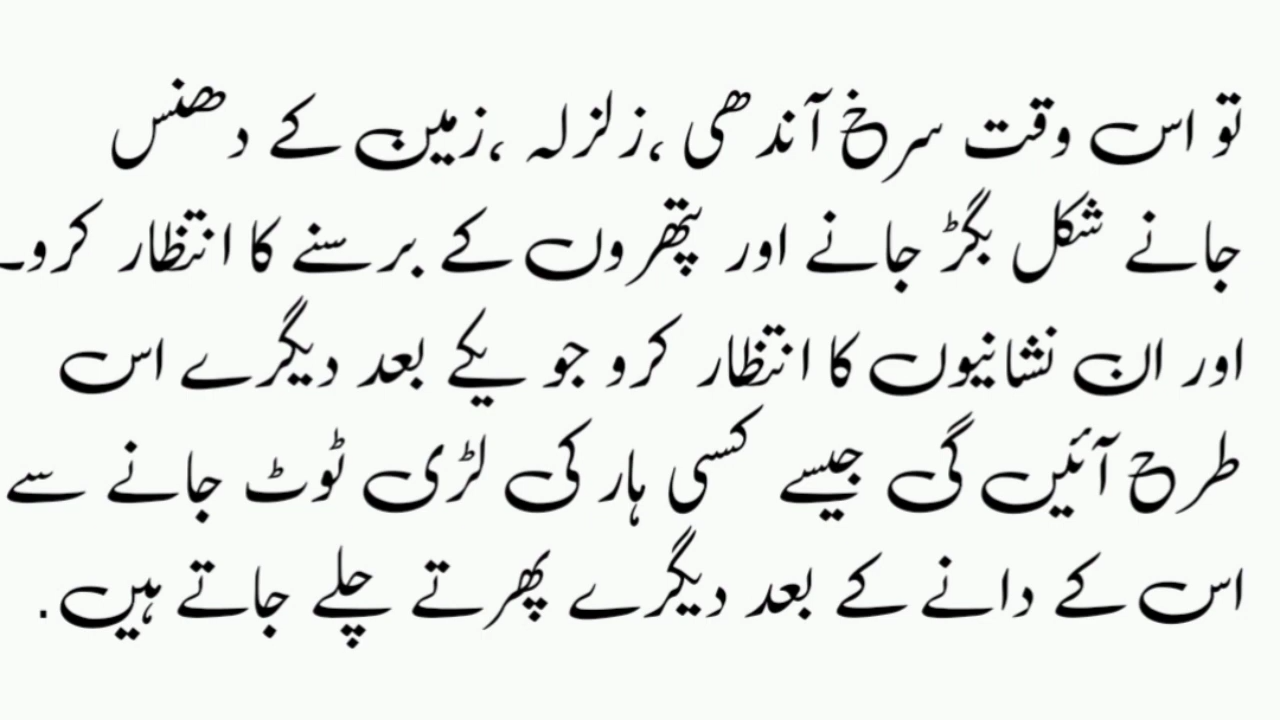 تو اس وقت سرخ آندھی ،زلزلہ ،زمین کے دھنس
جانے شکل بگڑ جانے اور پتھروں کے برسنے کا انتظار کرو۔
اور ان نشانیوں کا انتظار کرو جو یکے بعد دیگرے اس
طرح آئیں گی جیسے کسی ہار کی لڑی ٹوٹ جانے سے
اس کے دانے کے بعد دیگرے پھرتے چلے جاتے ہیں.